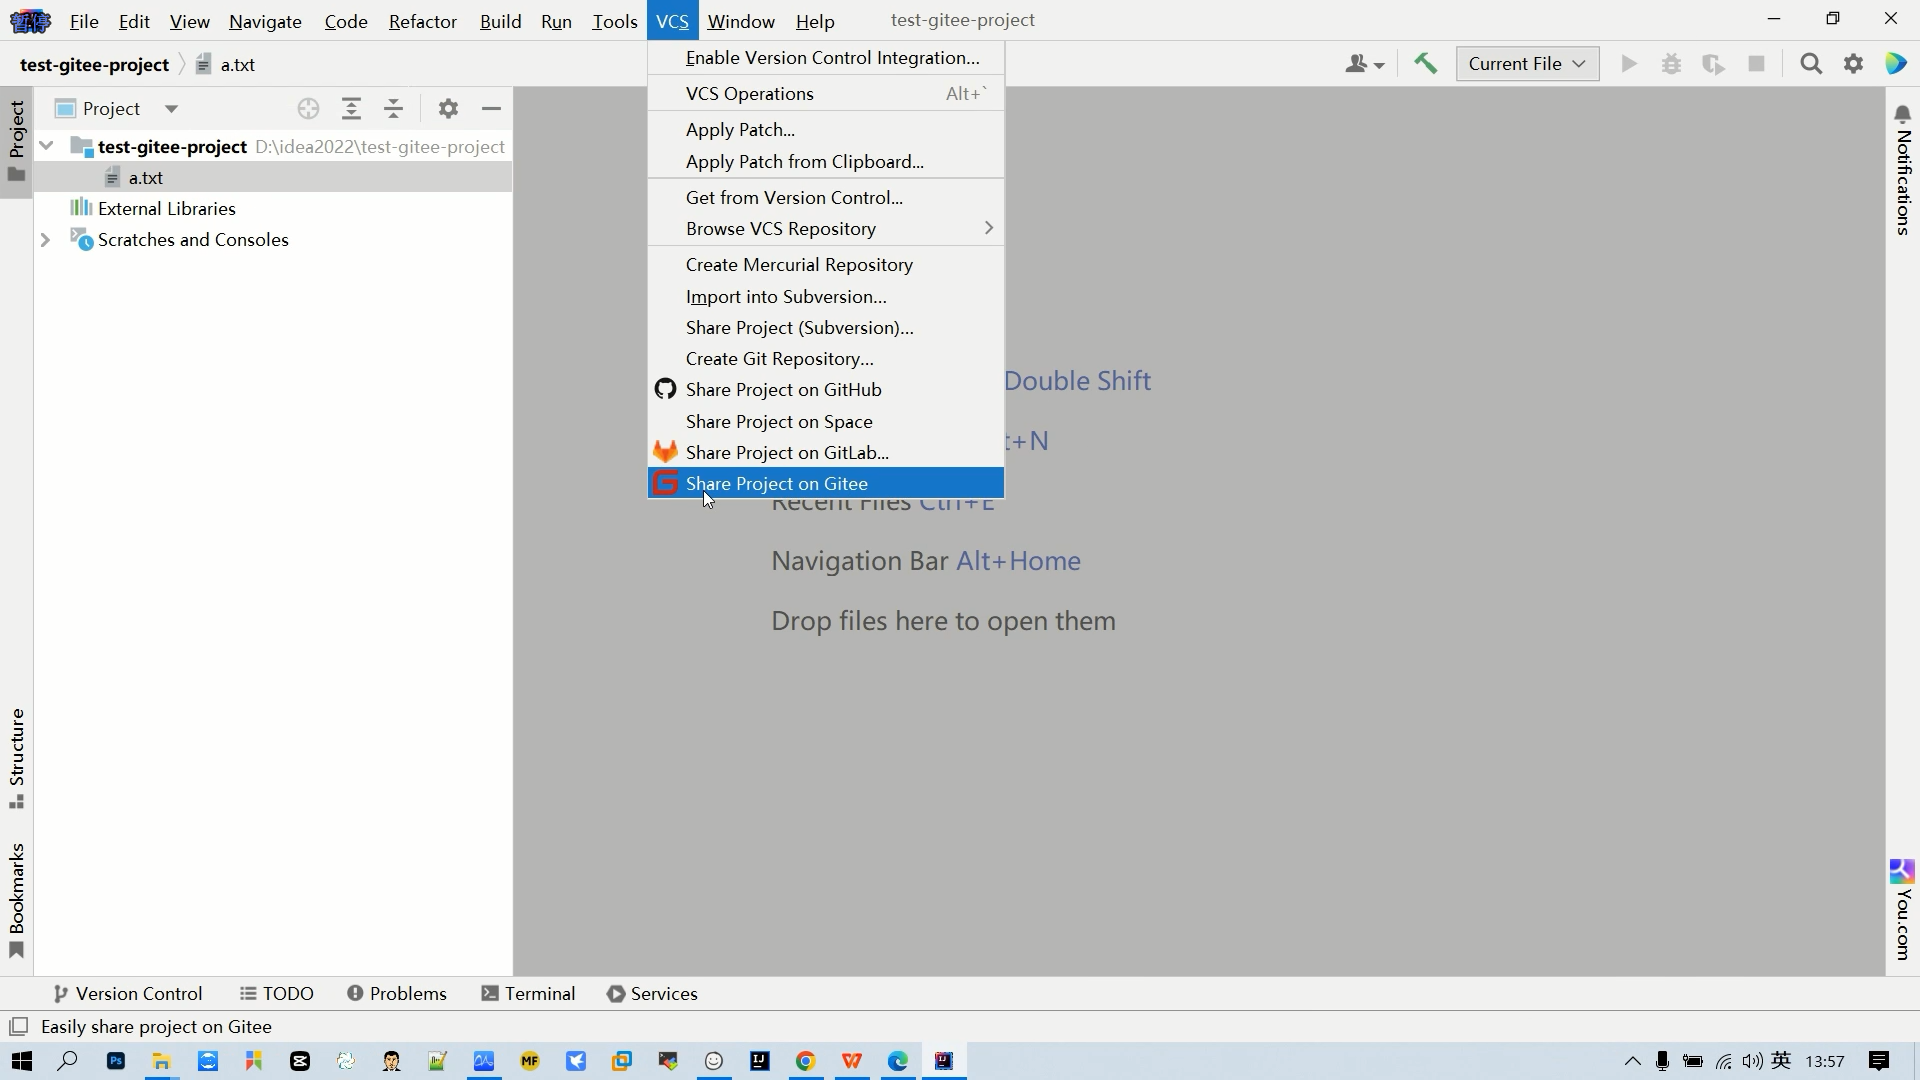 暂停 File Edit View Navigate Code Refactor Build Run Tools VCS Window Help test-gitee-project
test-gitee-project a.txt
Current File
Enable Version Control Integration...
VCS Operations Alt+`
Apply Patch...
Apply Patch from Clipboard...
Get from Version Control...
Browse VCS Repository
Create Mercurial Repository
Import into Subversion...
Share Project (Subversion)...
Create Git Repository...
Share Project on GitHub
Share Project on Space
Share Project on GitLab...
Share Project on Gitee
Project
Project
test-gitee-project D:\idea2022\test-gitee-project
a.txt
External Libraries
Scratches and Consoles
Structure
Bookmarks
Double Shift
t+N
Recent Files Ctrl+E
Navigation Bar Alt+Home
Drop files here to open them
Notifications
You.com
Version Control TODO Problems Terminal Services
Easily share project on Gitee
Ps MF IJ W IJ 英 13:57